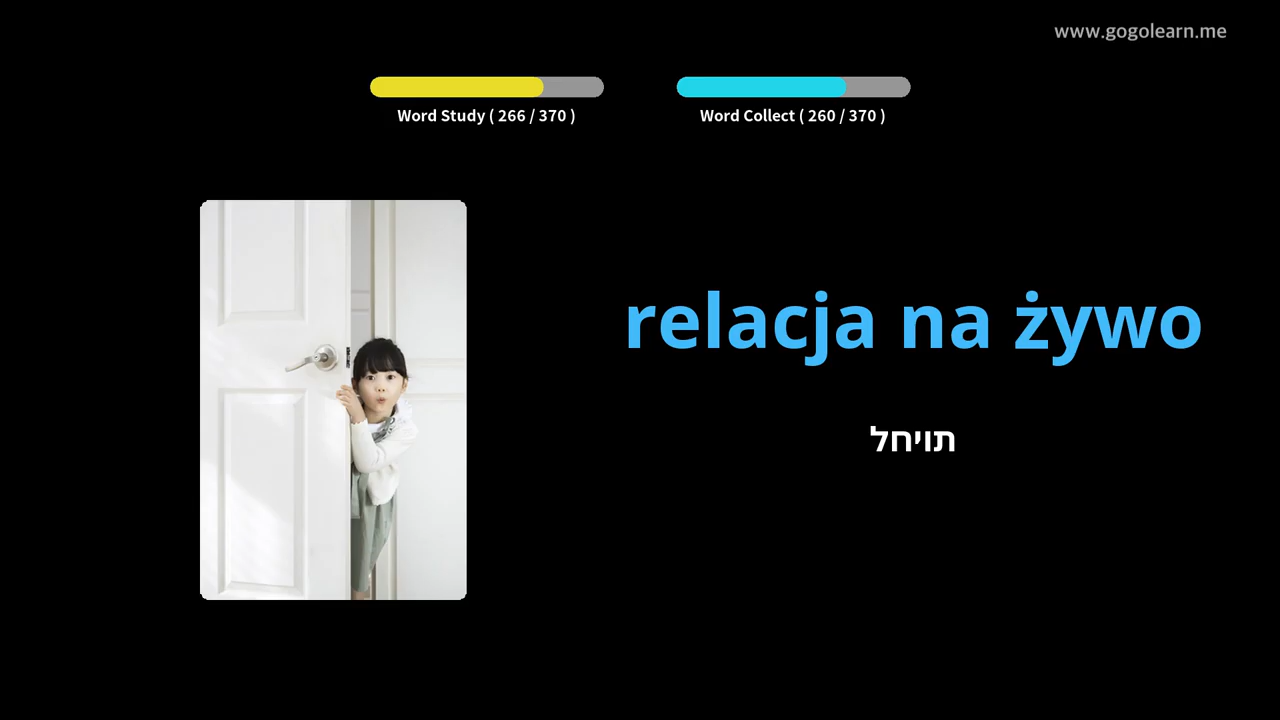 www.gogolearn.me
Word Study ( 266 / 370 )
Word Collect ( 260 / 370 )
relacja na żywo
תויחל